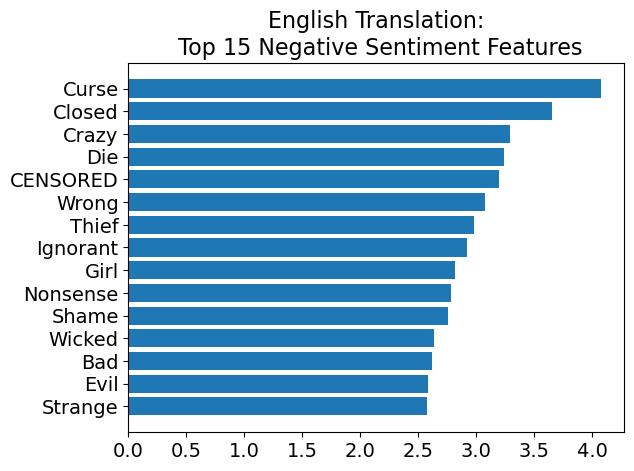 English Translation:
Top 15 Negative Sentiment Features
Curse
Closed
Crazy
Die
CENSORED
Wrong
Thief
Ignorant
Girl
Nonsense
Shame
Wicked
Bad
Evil
Strange
0.0 0.5 1.0 1.5 2.0 2.5 3.0 3.5 4.0